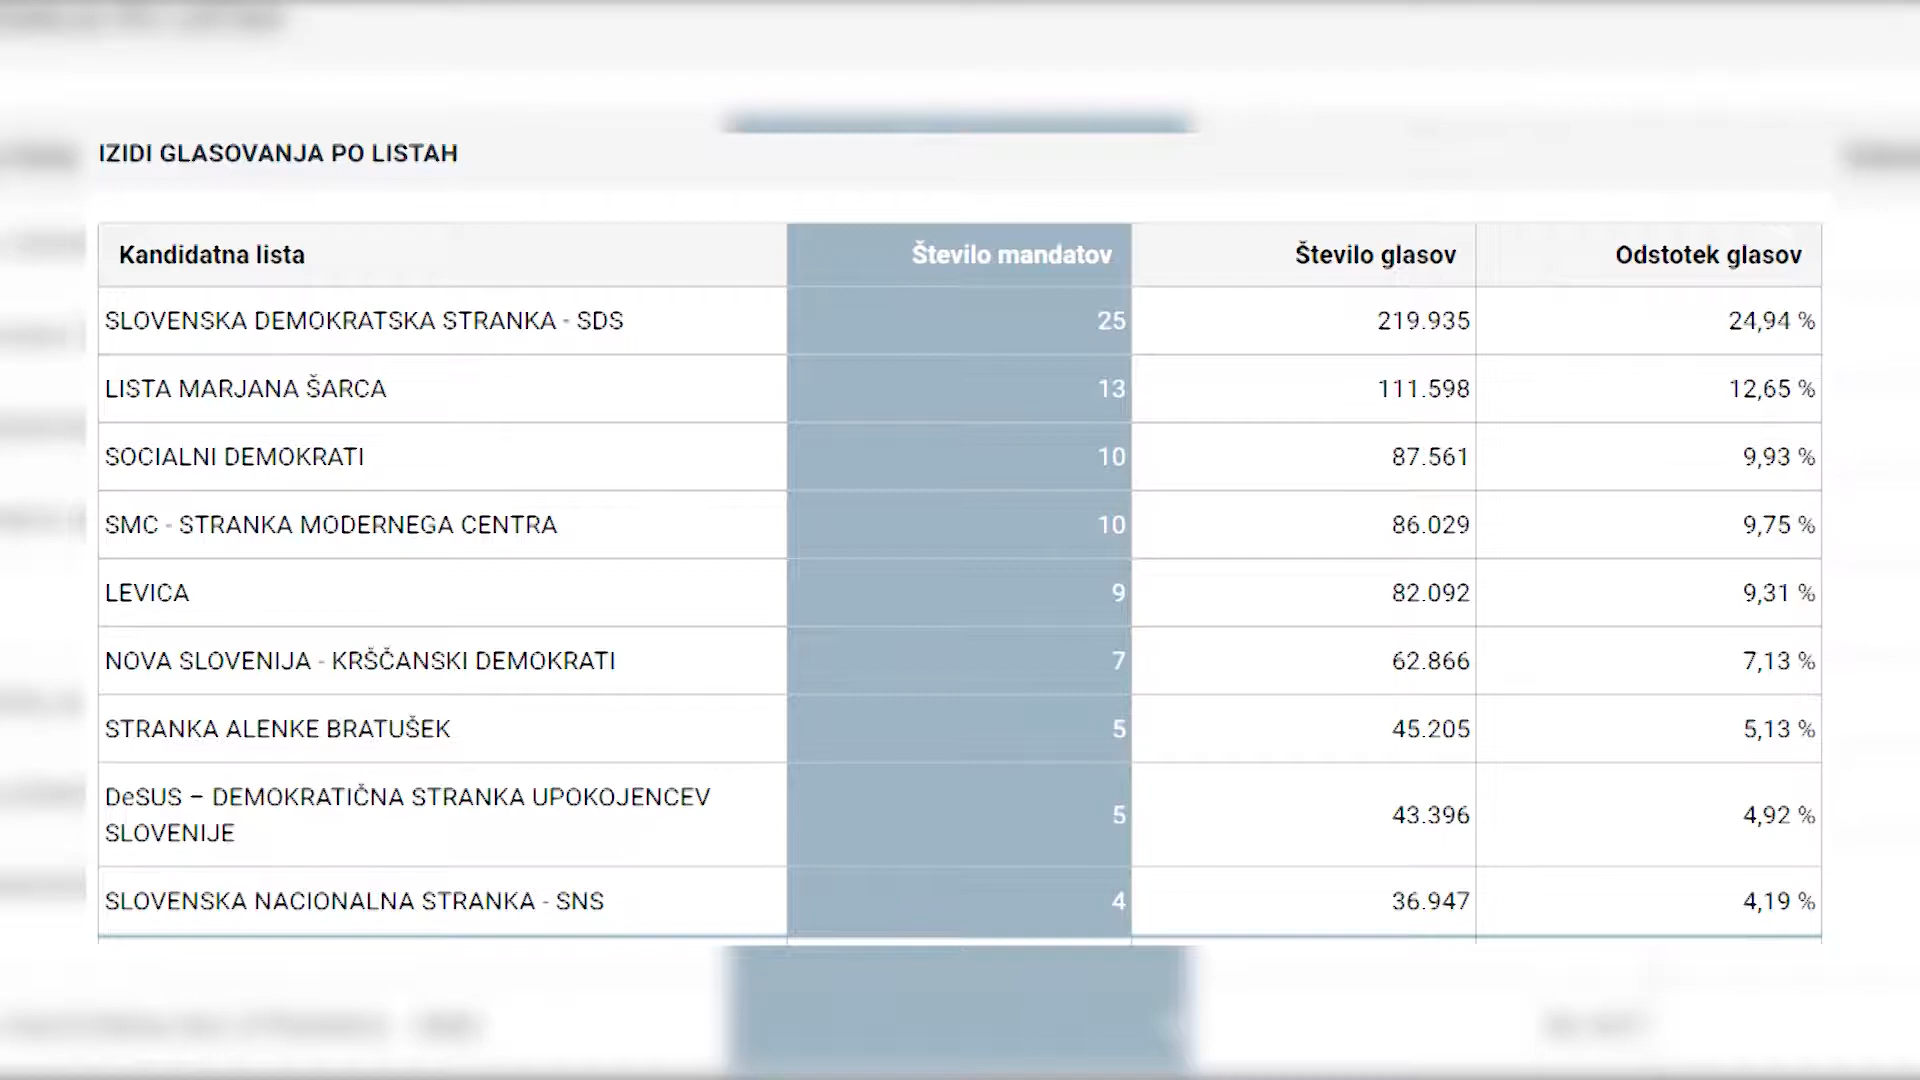 IZIDI GLASOVANJA PO LISTAH
Kandidatna lista Število mandatov Število glasov Odstotek glasov
SLOVENSKA DEMOKRATSKA STRANKA - SDS 25 219.935 24,94 %
LISTA MARJANA ŠARCA 13 111.598 12,65 %
SOCIALNI DEMOKRATI 10 87.561 9,93 %
SMC - STRANKA MODERNEGA CENTRA 10 86.029 9,75 %
LEVICA 9 82.092 9,31 %
NOVA SLOVENIJA - KRŠČANSKI DEMOKRATI 7 62.866 7,13 %
STRANKA ALENKE BRATUŠEK 5 45.205 5,13 %
DeSUS – DEMOKRATIČNA STRANKA UPOKOJENCEV
SLOVENIJE 5 43.396 4,92 %
SLOVENSKA NACIONALNA STRANKA - SNS 4 36.947 4,19 %